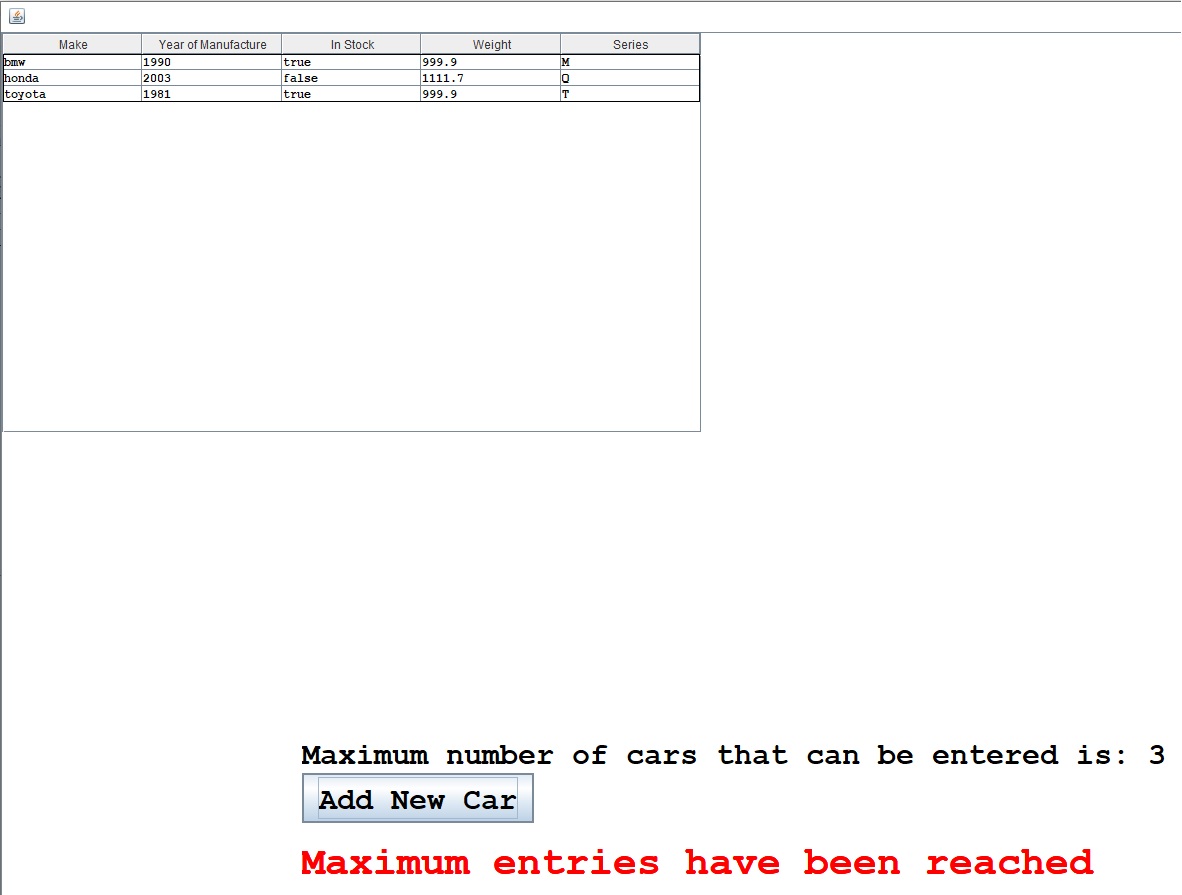 Make Year of Manufacture In Stock Weight Series
bmw 1990 true 999.9 M
honda 2003 false 1111.7 Q
toyota 1981 true 999.9 T
Maximum number of cars that can be entered is: 3
Add New Car
Maximum entries have been reached